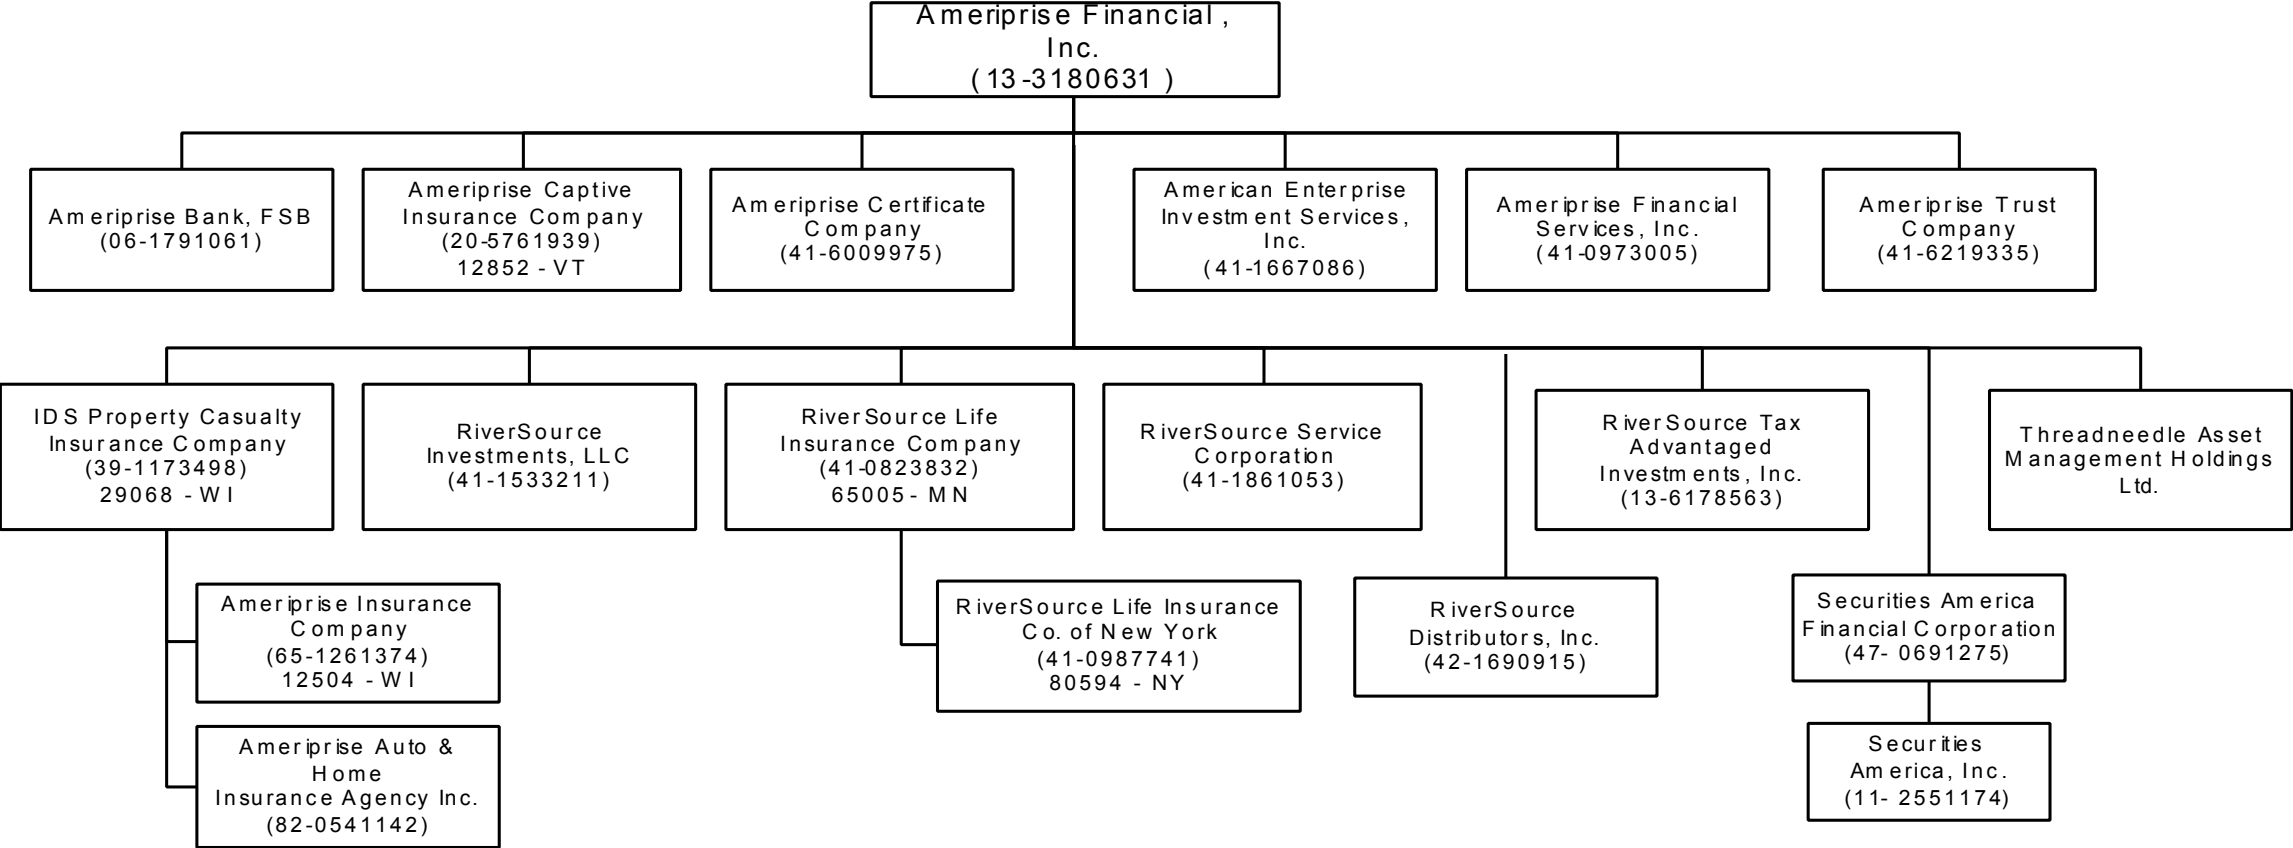 Ameriprise Financial ,
Inc.
(13-3180631 )
Ameriprise Bank, FSB
(06-1791061)
Ameriprise Captive
Insurance Company
(20-5761939)
12852 - VT
Ameriprise Certificate
Company
(41-6009975)
American Enterprise
Investment Services,
Inc.
(41-1667086)
Ameriprise Financial
Services, Inc.
(41-0973005)
Ameriprise Trust
Company
(41-6219335)
IDS Property Casualty
Insurance Company
(39-1173498)
29068 - WI
RiverSource
Investments, LLC
(41-1533211)
RiverSource Life
Insurance Company
(41-0823832)
65005- MN
RiverSource Service
Corporation
(41-1861053)
RiverSource Tax
Advantaged
Investments, Inc.
(13-6178563)
Threadneedle Asset
Management Holdings
Ltd.
Ameriprise Insurance
Company
(65-1261374)
12504 - WI
RiverSource Life Insurance
Co. of New York
(41-0987741)
80594 - NY
RiverSource
Distributors, Inc.
(42-1690915)
Securities America
Financial Corporation
(47- 0691275)
Ameriprise Auto &
Home
Insurance Agency Inc.
(82-0541142)
Securities
America, Inc.
(11- 2551174)